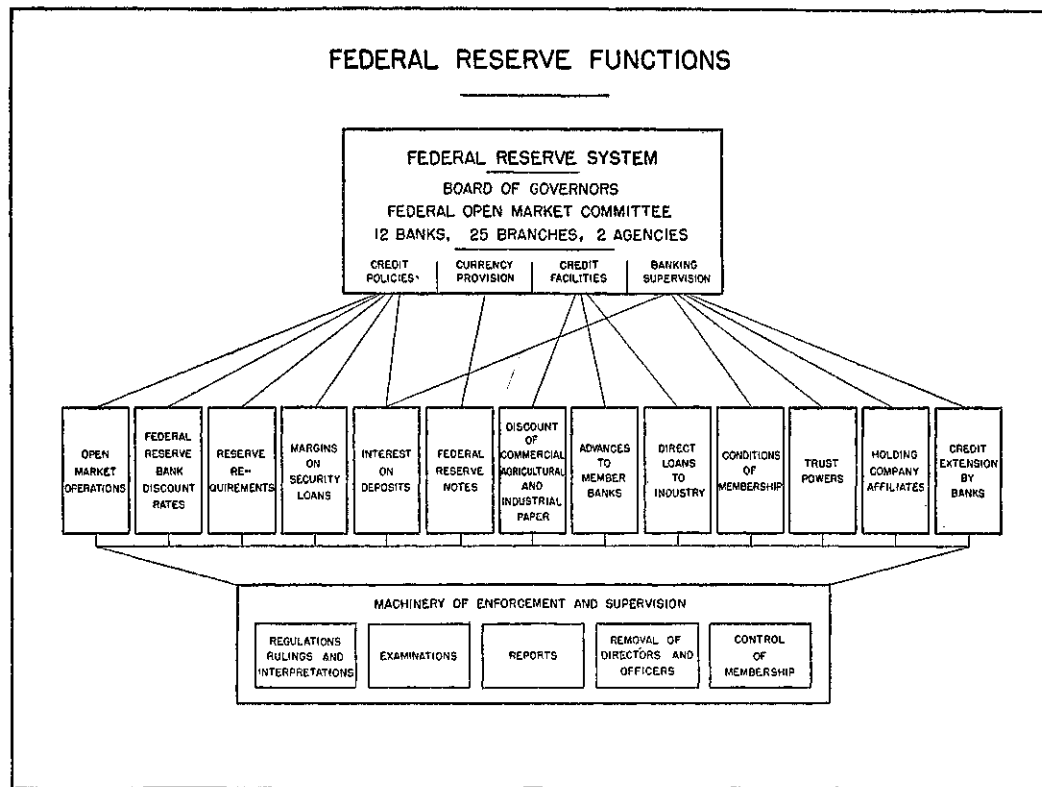 FEDERAL RESERVE FUNCTIONS
FEDERAL RESERVE SYSTEM
BOARD OF GOVERNORS
FEDERAL OPEN MARKET COMMITTEE
12 BANKS, 25 BRANCHES, 2 AGENCIES
CREDIT
POLICIES
CURRENCY
PROVISION
CREDIT
FACILITIES
BANKING
SUPERVISION
OPEN
MARKET
OPERATIONS
FEDERAL
RESERVE
BANK
DISCOUNT
RATES
RESERVE
RE-
QUIREMENTS
MARGINS
ON
SECURITY
LOANS
INTEREST
ON
DEPOSITS
FEDERAL
RESERVE
NOTES
DISCOUNT
OF
COMMERCIAL
AGRICULTURAL
AND
INDUSTRIAL
PAPER
ADVANCES
TO
MEMBER
BANKS
DIRECT
LOANS
TO
INDUSTRY
CONDITIONS
OF
MEMBERSHIP
TRUST
POWERS
HOLDING
COMPANY
AFFILIATES
CREDIT
EXTENSION
BY
BANKS
MACHINERY OF ENFORCEMENT AND SUPERVISION
REGULATIONS
RULINGS AND
INTERPRETATIONS
EXAMINATIONS
REPORTS
REMOVAL OF
DIRECTORS AND
OFFICERS
CONTROL
OF
MEMBERSHIP